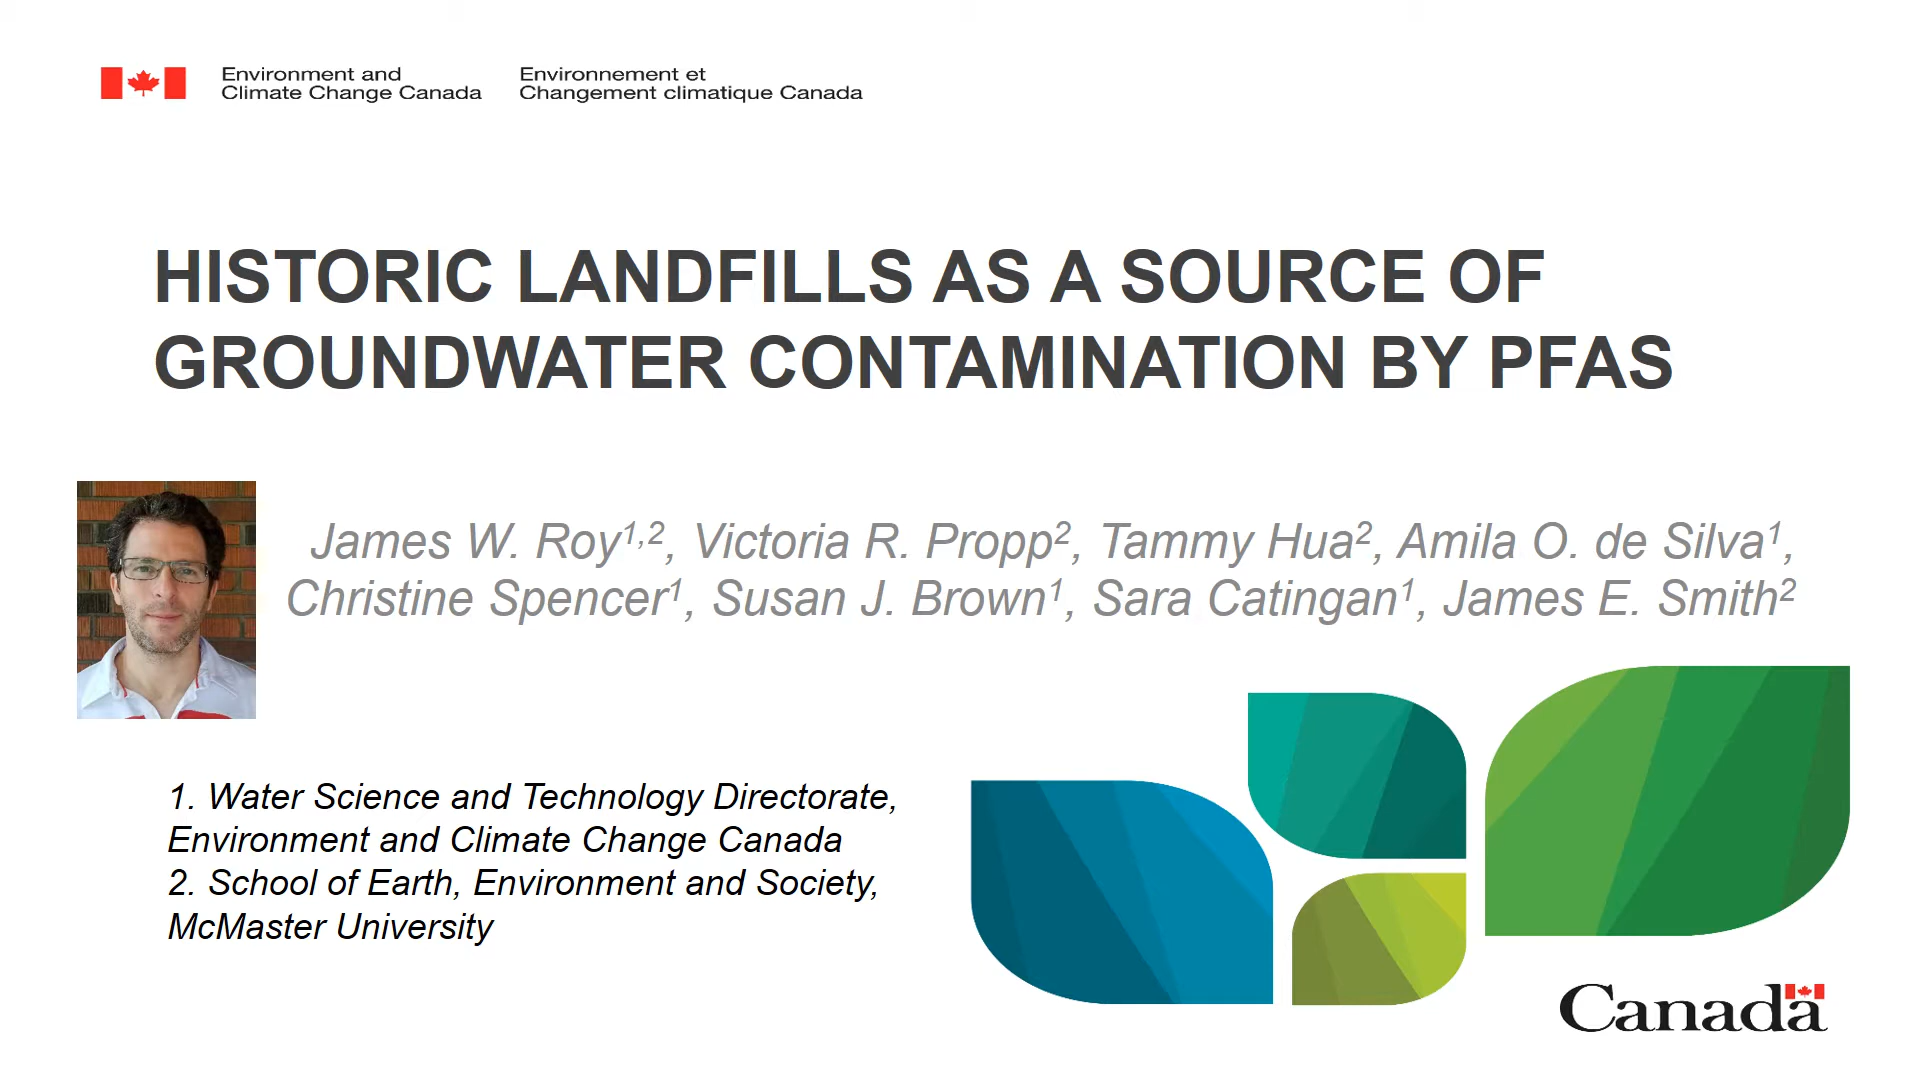 Environment and
Climate Change Canada
Environnement et
Changement climatique Canada
HISTORIC LANDFILLS AS A SOURCE OF
GROUNDWATER CONTAMINATION BY PFAS
James W. Roy1,2, Victoria R. Propp2, Tammy Hua2, Amila O. de Silva1,
Christine Spencer1, Susan J. Brown1, Sara Catingan1, James E. Smith2
1. Water Science and Technology Directorate,
Environment and Climate Change Canada
2. School of Earth, Environment and Society,
McMaster University
Canada